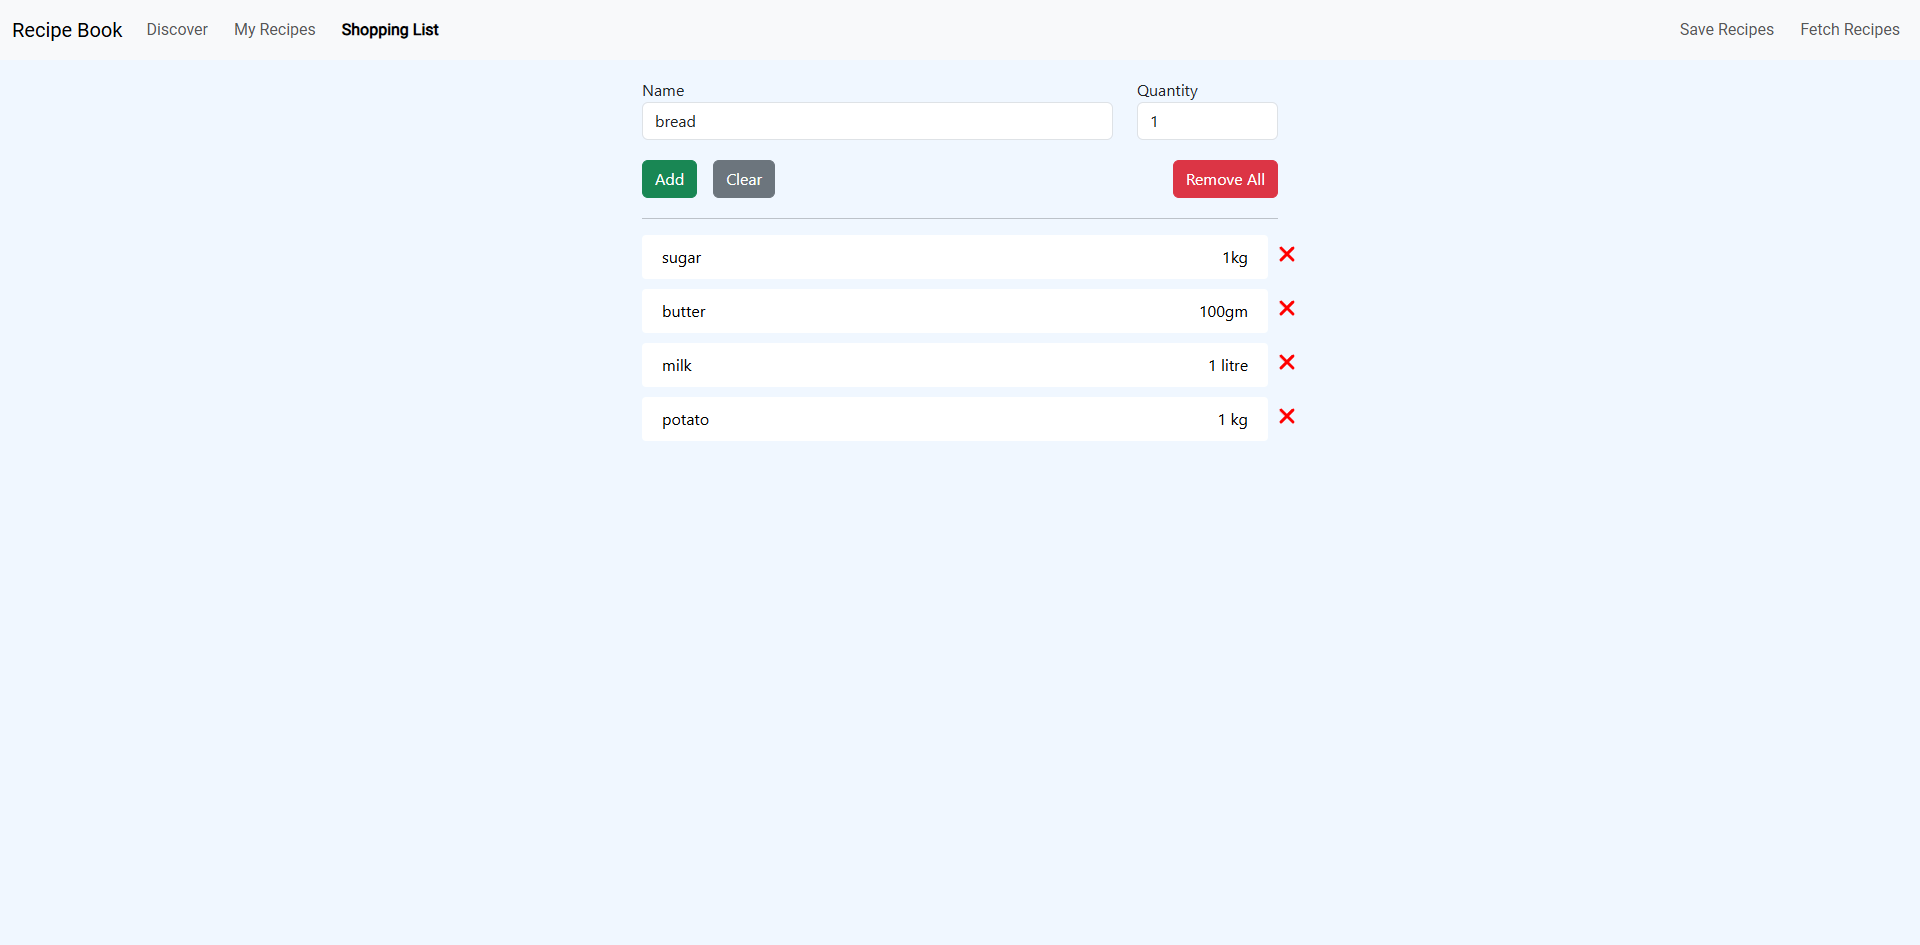 Recipe Book Discover My Recipes Shopping List Save Recipes Fetch Recipes
Name Quantity
bread 1
Add Clear Remove All
sugar 1kg
butter 100gm
milk 1 litre
potato 1 kg